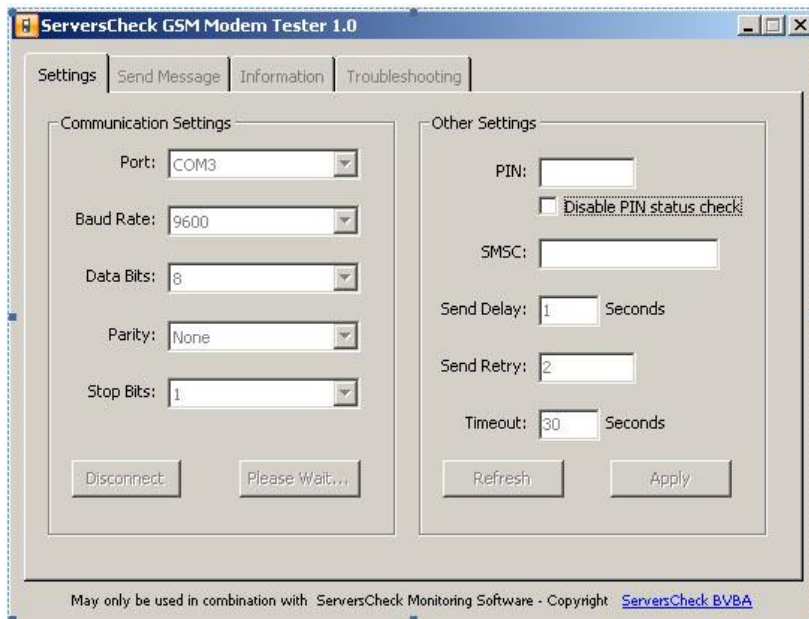 ServersCheck GSM Modem Tester 1.0
Settings Send Message Information Troubleshooting
Communication Settings
Port: COM3
Baud Rate: 9600
Data Bits: 8
Parity: None
Stop Bits: 1
Disconnect Please Wait...
Other Settings
PIN:
Disable PIN status check
SMSC:
Send Delay: 1 Seconds
Send Retry: 2
Timeout: 30 Seconds
Refresh Apply
May only be used in combination with ServersCheck Monitoring Software - Copyright ServersCheck BVBA